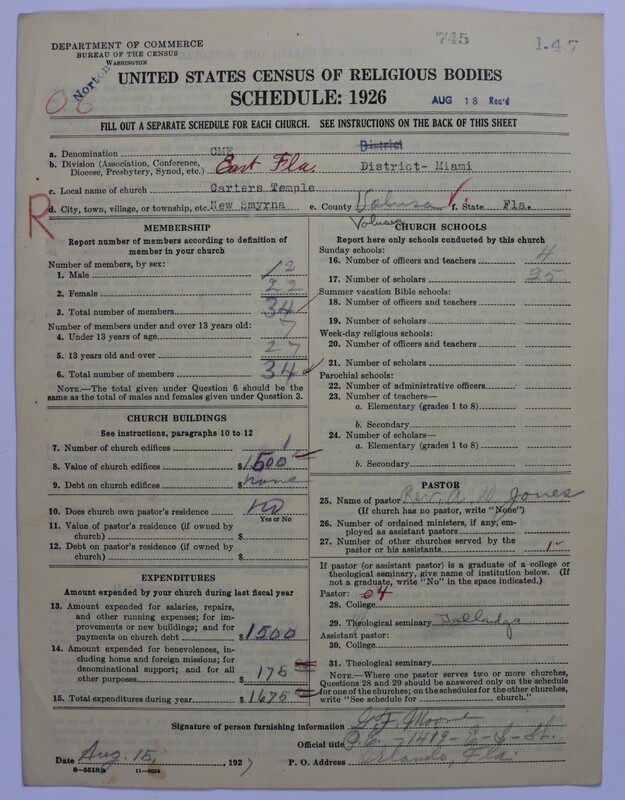 745
1.47
DEPARTMENT OF COMMERCE
BUREAU OF THE CENSUS
WASHINGTON
Norton
06
UNITED STATES CENSUS OF RELIGIOUS BODIES
SCHEDULE: 1926
AUG 18 Rec'd
FILL OUT A SEPARATE SCHEDULE FOR EACH CHURCH. SEE INSTRUCTIONS ON THE BACK OF THIS SHEET
a. Denomination CME District
b. Division (Association, Conference, Diocese, Presbytery, Synod, etc.) East Fla. District- Miami
c. Local name of church Carters Temple
R
d. City, town, village, or township, etc. New Smyrna e. County Volusa f. State Fla.
Volusia
MEMBERSHIP
Report number of members according to definition of
member in your church
Number of members, by sex:
1. Male 12
2. Female 22
3. Total number of members 34
Number of members under and over 13 years old:
4. Under 13 years of age 7
5. 13 years old and over 27
6. Total number of members 34
NOTE.—The total given under Question 6 should be the
same as the total of males and females given under Question 3.
CHURCH BUILDINGS
See instructions, paragraphs 10 to 12
7. Number of church edifices 1
8. Value of church edifices $1500
9. Debt on church edifices $none
10. Does church own pastor's residence? no
Yes or No
11. Value of pastor's residence (if owned by
church) $
12. Debt on pastor's residence (if owned by
church) $
EXPENDITURES
Amount expended by your church during last fiscal year
13. Amount expended for salaries, repairs,
and other running expenses; for im-
provements or new buildings; and for
payments on church debt $1500
14. Amount expended for benevolences, in-
cluding home and foreign missions; for
denominational support; and for all
other purposes $175
15. Total expenditures during year $1675
CHURCH SCHOOLS
Report here only schools conducted by this church
Sunday schools:
16. Number of officers and teachers 4
17. Number of scholars 25
Summer vacation Bible schools:
18. Number of officers and teachers
19. Number of scholars
Week-day religious schools:
20. Number of officers and teachers
21. Number of scholars
Parochial schools:
22. Number of administrative officers
23. Number of teachers—
a. Elementary (grades 1 to 8)
b. Secondary
24. Number of scholars—
a. Elementary (grades 1 to 8)
b. Secondary
PASTOR
25. Name of pastor Rev. A. D. Jones
(If church has no pastor, write "None")
26. Number of ordained ministers, if any, em-
ployed as assistant pastors
27. Number of other churches served by the
pastor or his assistants 1
If pastor (or assistant pastor) is a graduate of a college or
theological seminary, give name of institution below. (If
not a graduate, write "No" in the space indicated.)
Pastor: 04
28. College
29. Theological seminary Talladga
Assistant pastor:
30. College
31. Theological seminary
NOTE.—Where one pastor serves two or more churches,
Questions 28 and 29 should be answered only on the schedule
for one of the churches; on the schedules for the other churches,
write "See schedule for church."
Signature of person furnishing information Moore
Official title P.E. -1419- E-S-St.
Date Aug. 15, 1927 P. O. Address Orlando, Fla.
8—5518a 11—9054